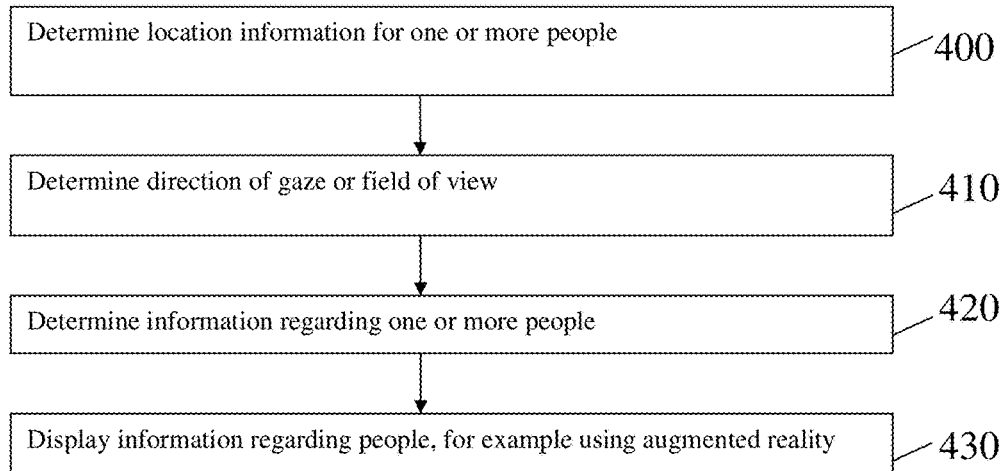 Determine location information for one or more people
400
Determine direction of gaze or field of view
410
Determine information regarding one or more people
420
Display information regarding people, for example using augmented reality
430